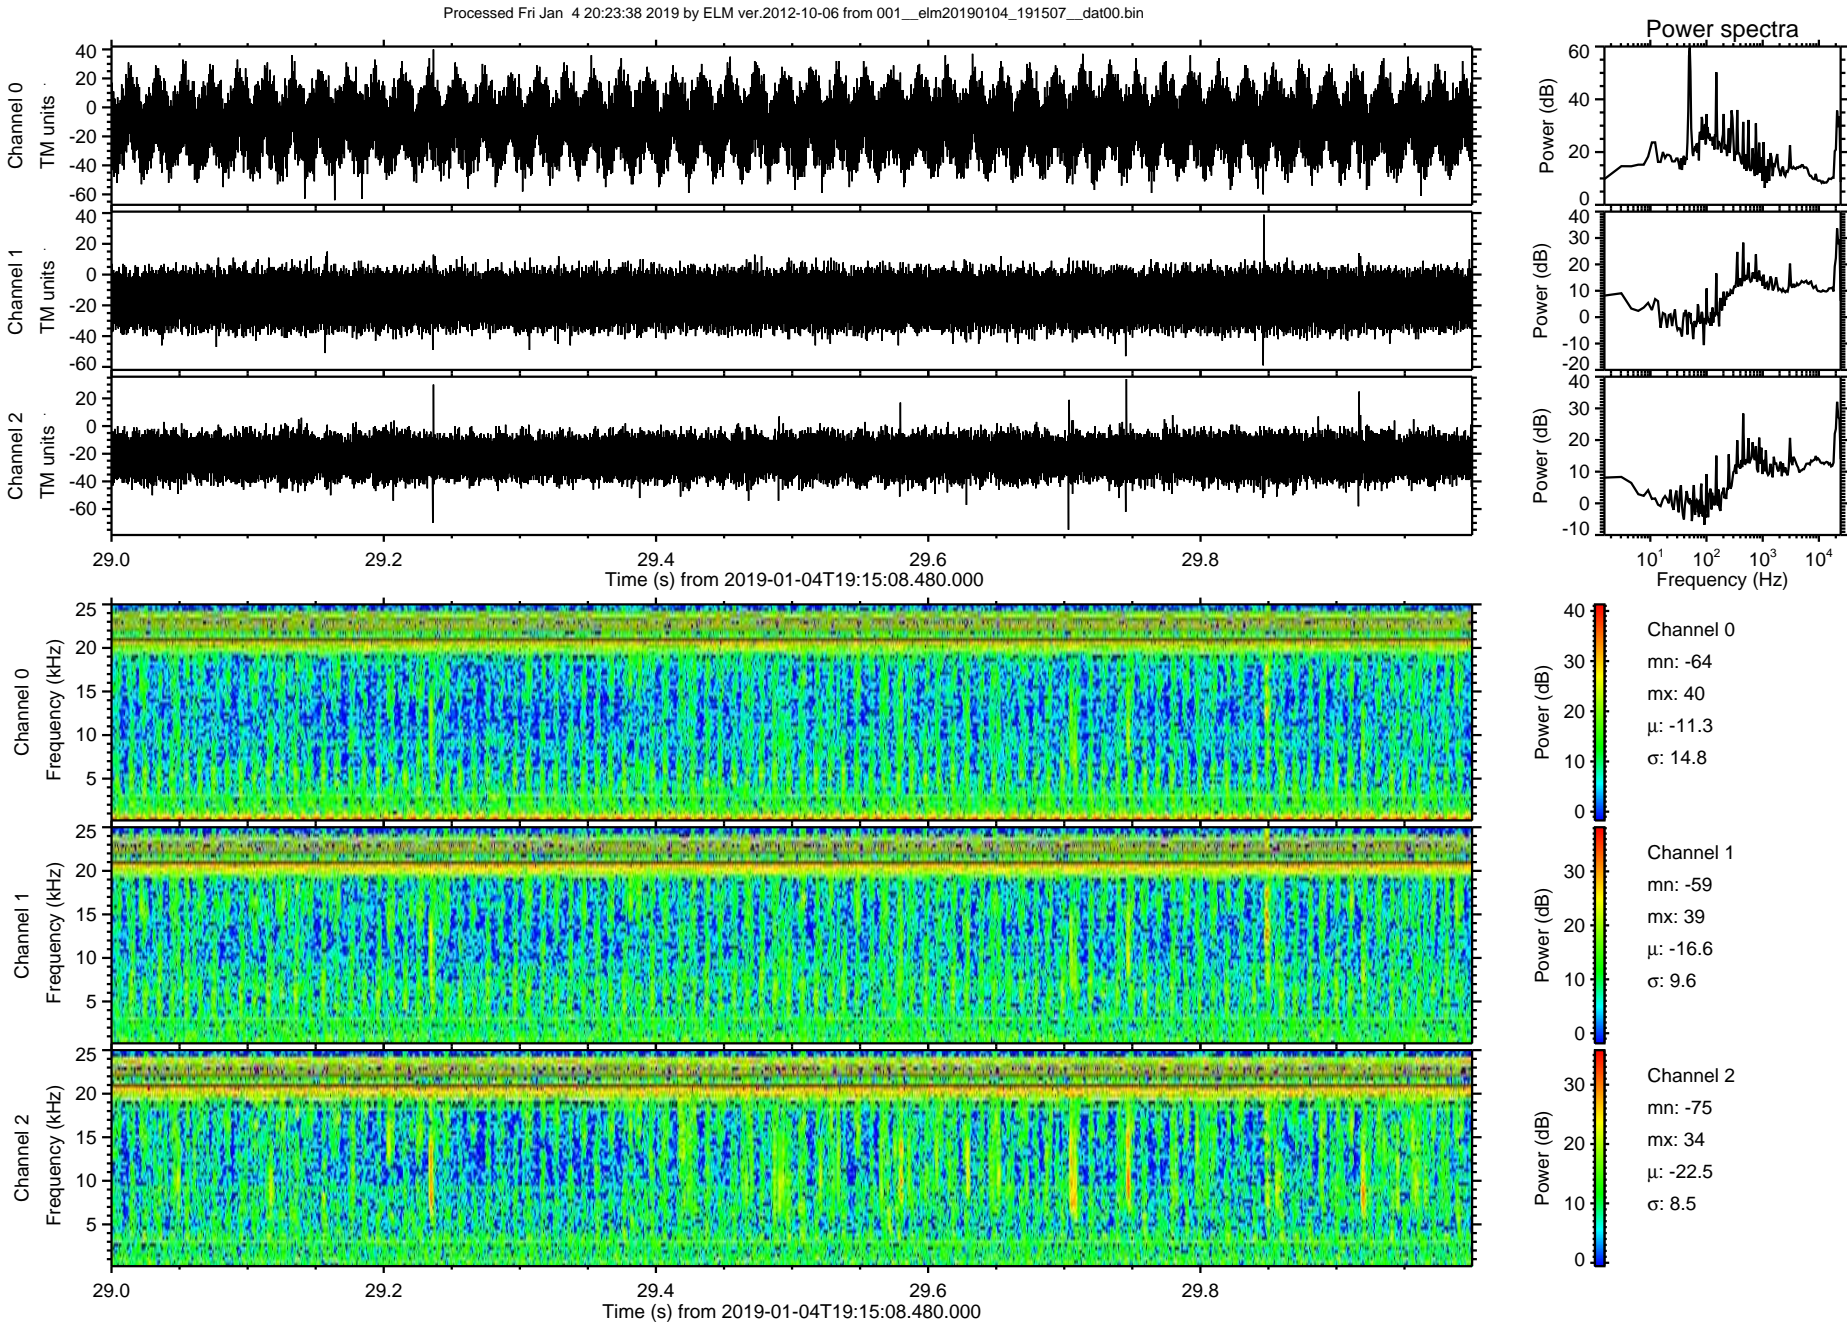 Processed Fri Jan 4 20:23:38 2019 by ELM ver.2012-10-06 from 001__elm20190104_191507__dat00.bin
Power spectra
Channel 0
TM units
40
20
0
-20
-40
-60
Power (dB)
60
40
20
0
Channel 1
TM units
40
20
0
-20
-40
-60
Power (dB)
40
30
20
10
0
-10
-20
Channel 2
TM units
20
0
-20
-40
-60
Power (dB)
40
30
20
10
0
-10
29.0 29.2 29.4 29.6 29.8
Time (s) from 2019-01-04T19:15:08.480.000
10^1 10^2 10^3 10^4
Frequency (Hz)
Channel 0
Frequency (kHz)
25
20
15
10
5
Power (dB)
40
30
20
10
0
Channel 0
mn: -64
mx: 40
μ: -11.3
σ: 14.8
Channel 1
Frequency (kHz)
25
20
15
10
5
Power (dB)
30
20
10
0
Channel 1
mn: -59
mx: 39
μ: -16.6
σ: 9.6
Channel 2
Frequency (kHz)
25
20
15
10
5
Power (dB)
30
20
10
0
Channel 2
mn: -75
mx: 34
μ: -22.5
σ: 8.5
29.0 29.2 29.4 29.6 29.8
Time (s) from 2019-01-04T19:15:08.480.000